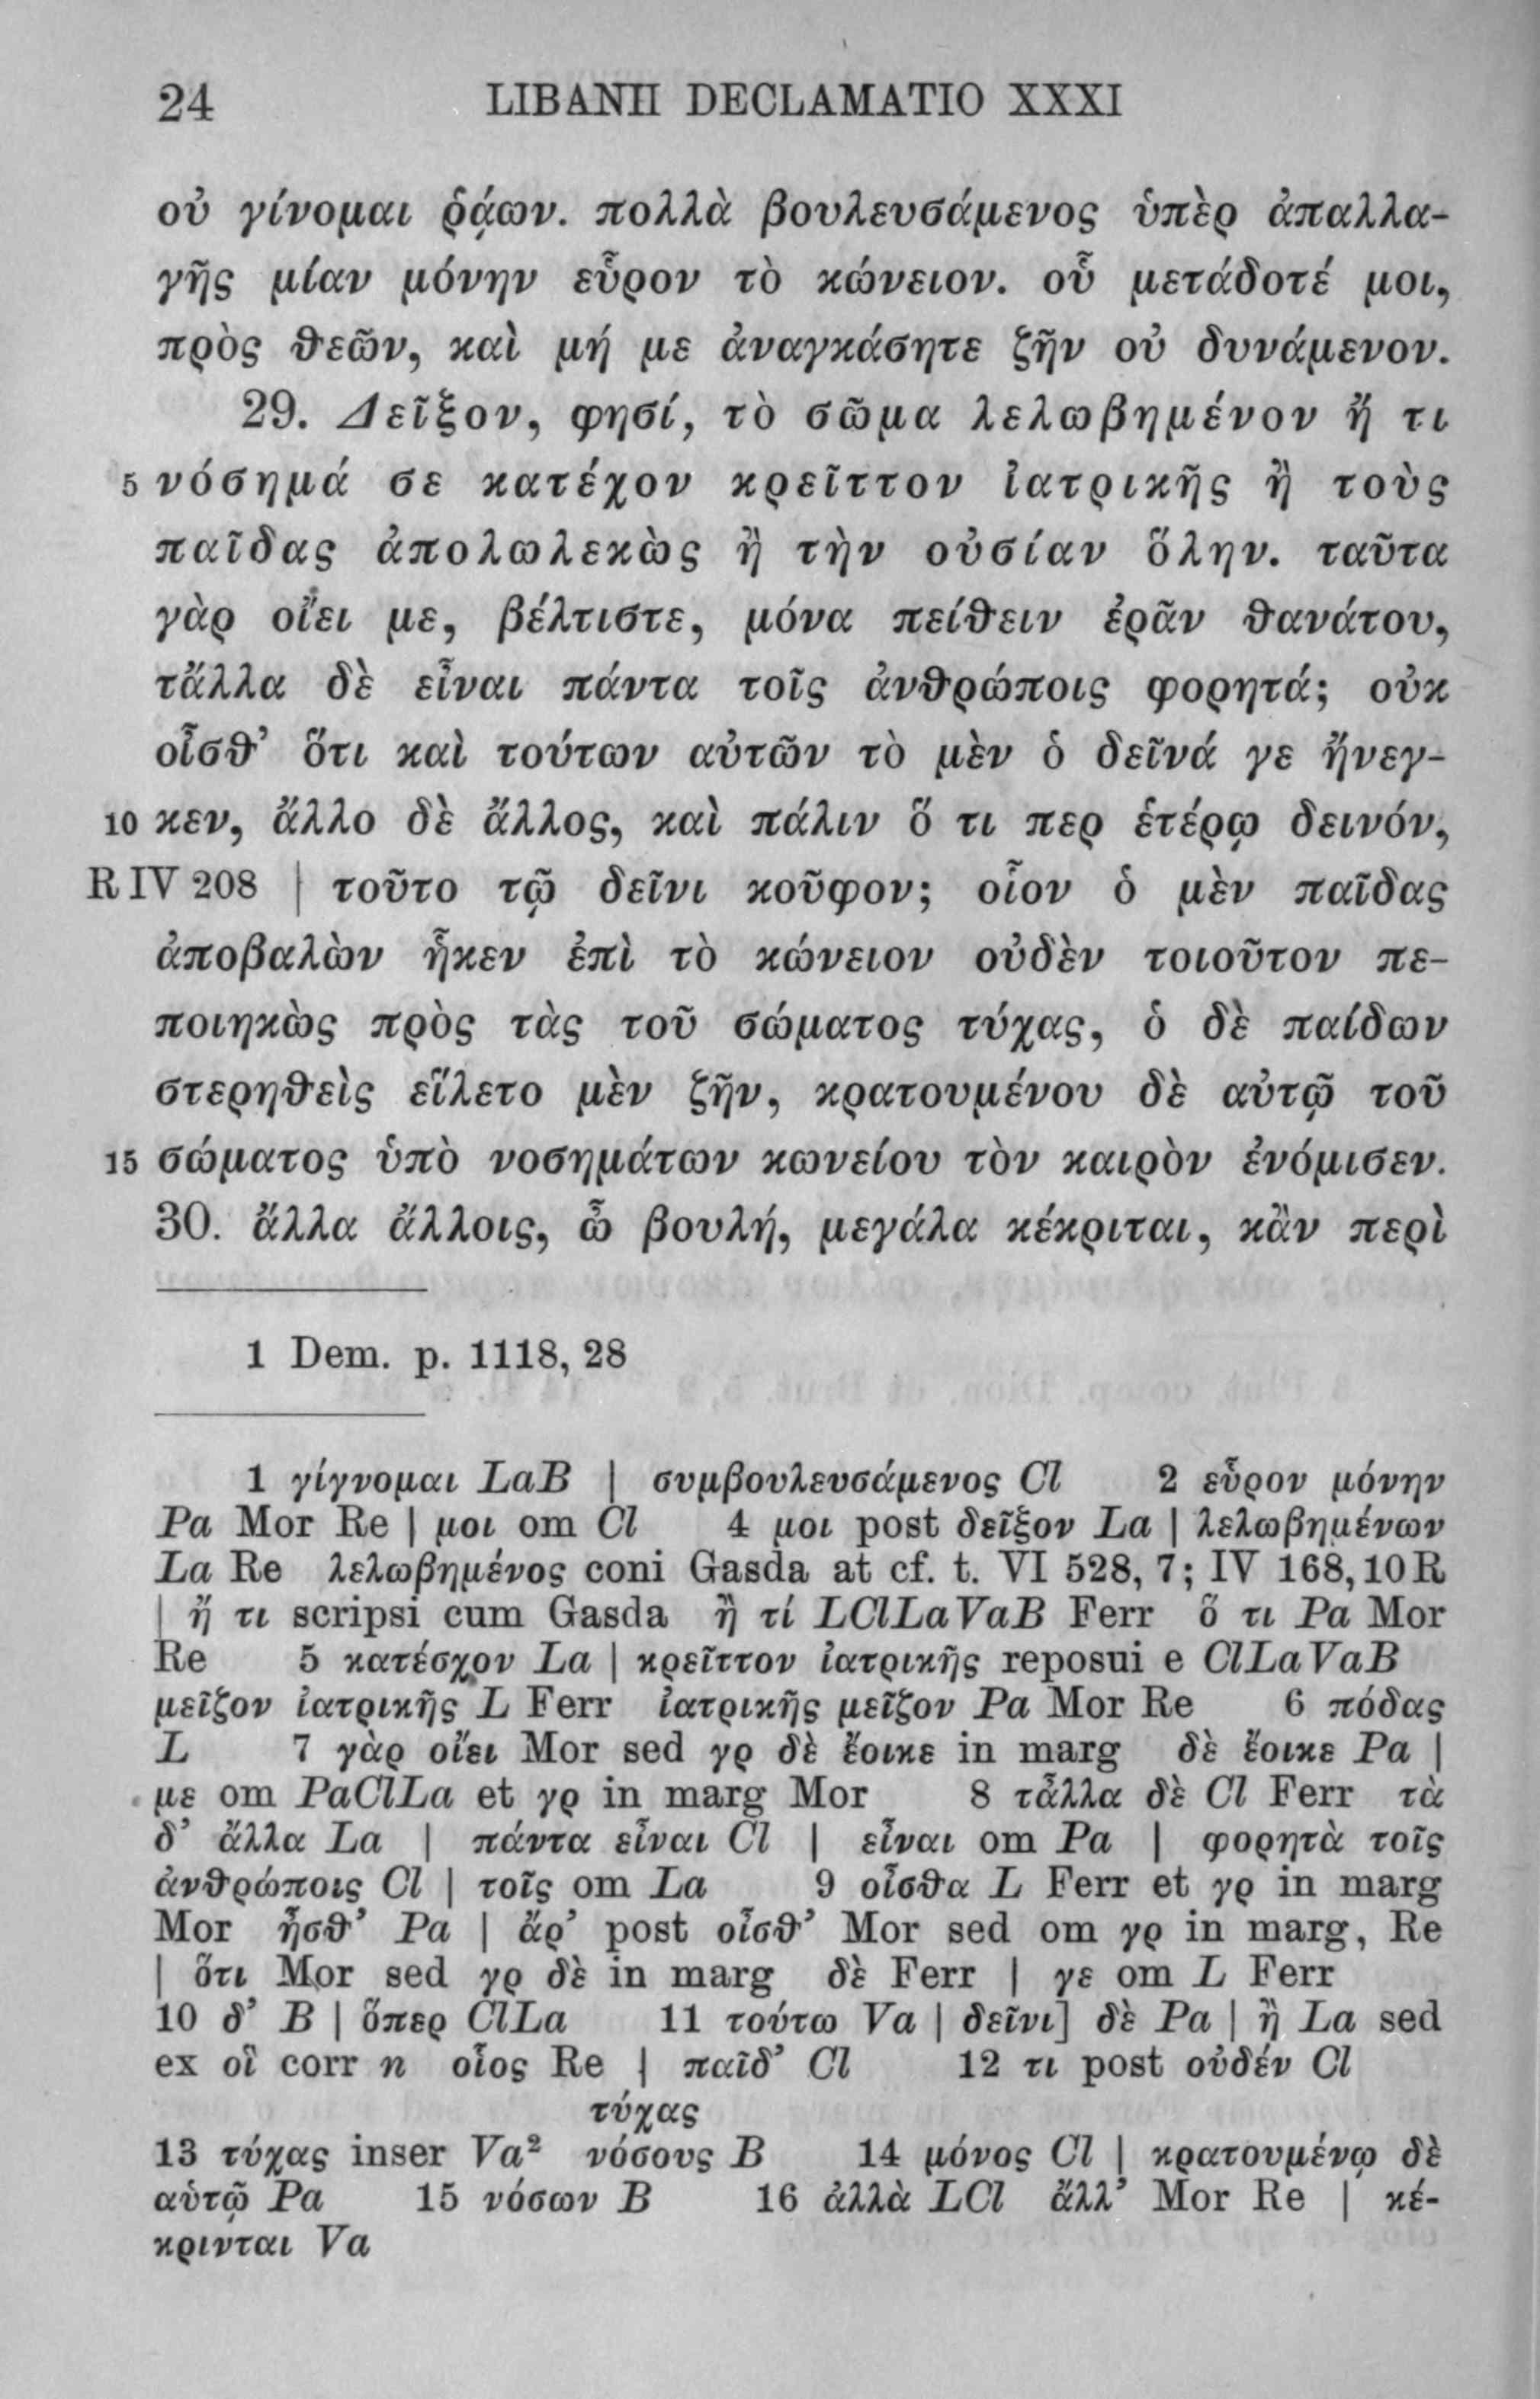 24 LIBANII DECLAMATIO XXXI
οὐ γίνομαι ῥᾴων. πολλὰ βουλευσάμενος ὑπὲρ ἀπαλλα-
γῆς μίαν μόνην εὗρον τὸ κώνειον. οὗ μετάδοτέ μοι,
πρὸς θεῶν, καὶ μή με ἀναγκάσητε ζῆν οὐ δυνάμενον.
29. Δεῖξον, φησί, τὸ σῶμα λελωβημένον ἤ τι
5 νόσημά σε κατέχον κρεῖττον ἰατρικῆς ἢ τοὺς
παῖδας ἀπολωλεκὼς ἢ τὴν οὐσίαν ὅλην. ταῦτα
γὰρ οἴει με, βέλτιστε, μόνα πείθειν ἐρᾶν θανάτου,
τἄλλα δὲ εἶναι πάντα τοῖς ἀνθρώποις φορητά; οὐκ
οἶσθ’ ὅτι καὶ τούτων αὐτῶν τὸ μὲν ὁ δεῖνά γε ἤνεγ-
10 κεν, ἄλλο δὲ ἄλλος, καὶ πάλιν ὅ τι περ ἑτέρῳ δεινόν,
R IV 208 | τοῦτο τῷ δεῖνι κοῦφον; οἷον ὁ μὲν παῖδας
ἀποβαλὼν ἧκεν ἐπὶ τὸ κώνειον οὐδὲν τοιοῦτον πε-
ποιηκὼς πρὸς τὰς τοῦ σώματος τύχας, ὁ δὲ παίδων
στερηθεὶς εἵλετο μὲν ζῆν, κρατουμένου δὲ αὐτῷ τοῦ
15 σώματος ὑπὸ νοσημάτων κωνείου τὸν καιρὸν ἐνόμισεν.
30. ἄλλα ἄλλοις, ὦ βουλή, μεγάλα κέκριται, κἂν περὶ
1 Dem. p. 1118, 28
1 γίγνομαι LaB | συμβουλευσάμενος Cl 2 εὗρον μόνην
Pa Mor Re | μοι om Cl 4 μοι post δεῖξον La | λελωβημένων
La Re λελωβημένος coni Gasda at cf. t. VI 528, 7; IV 168, 10 R
| ἤ τι scripsi cum Gasda ἢ τί LClLaVaB Ferr ὅ τι Pa Mor
Re 5 κατέσχον La | κρεῖττον ἰατρικῆς reposui e ClLaVaB
μεῖζον ἰατρικῆς L Ferr ἰατρικῆς μεῖζον Pa Mor Re 6 πόδας
L 7 γὰρ οἴει Mor sed γρ δὲ ἔοικε in marg δὲ ἔοικε Pa |
με om PaClLa et γρ in marg Mor 8 τἆλλα δὲ Cl Ferr τὰ
δ’ ἄλλα La | πάντα εἶναι Cl | εἶναι om Pa | φορητὰ τοῖς
ἀνθρώποις Cl | τοῖς om La 9 οἶσθα L Ferr et γρ in marg
Mor ᾖσθ’ Pa | ἄρ’ post οἶσθ’ Mor sed om γρ in marg, Re
| ὅτι Mor sed γρ δὲ in marg δὲ Ferr | γε om L Ferr
10 δ’ B | ὅπερ ClLa 11 τούτω Va | δεῖνι] δὲ Pa | ἢ La sed
ex οἳ corr n οἷος Re | παῖδ’ Cl 12 τι post οὐδέν Cl
τύχας
13 τύχας inser Va² νόσους B 14 μόνος Cl | κρατουμένῳ δὲ
αὑτῷ Pa 15 νόσων B 16 ἀλλὰ LCl ἄλλ’ Mor Re | κέ-
κρινται Va